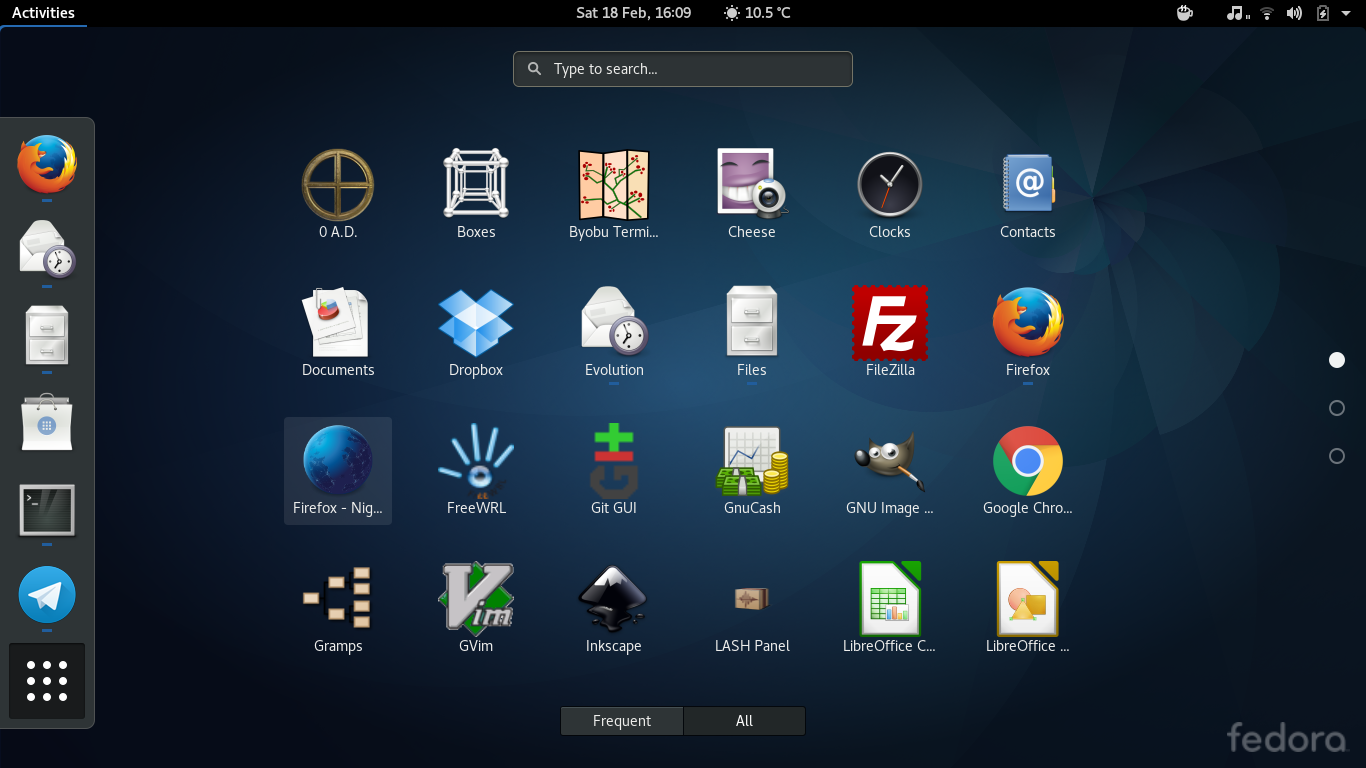 Activities
Sat 18 Feb, 16:09
10.5 °C
Type to search...
0 A.D.
Boxes
Byobu Termi...
Cheese
Clocks
Contacts
Documents
Dropbox
Evolution
Files
FileZilla
Firefox
Firefox - Nig...
FreeWRL
Git GUI
GnuCash
GNU Image ...
Google Chro...
Gramps
GVim
Inkscape
LASH Panel
LibreOffice C...
LibreOffice ...
Frequent
All
fedora